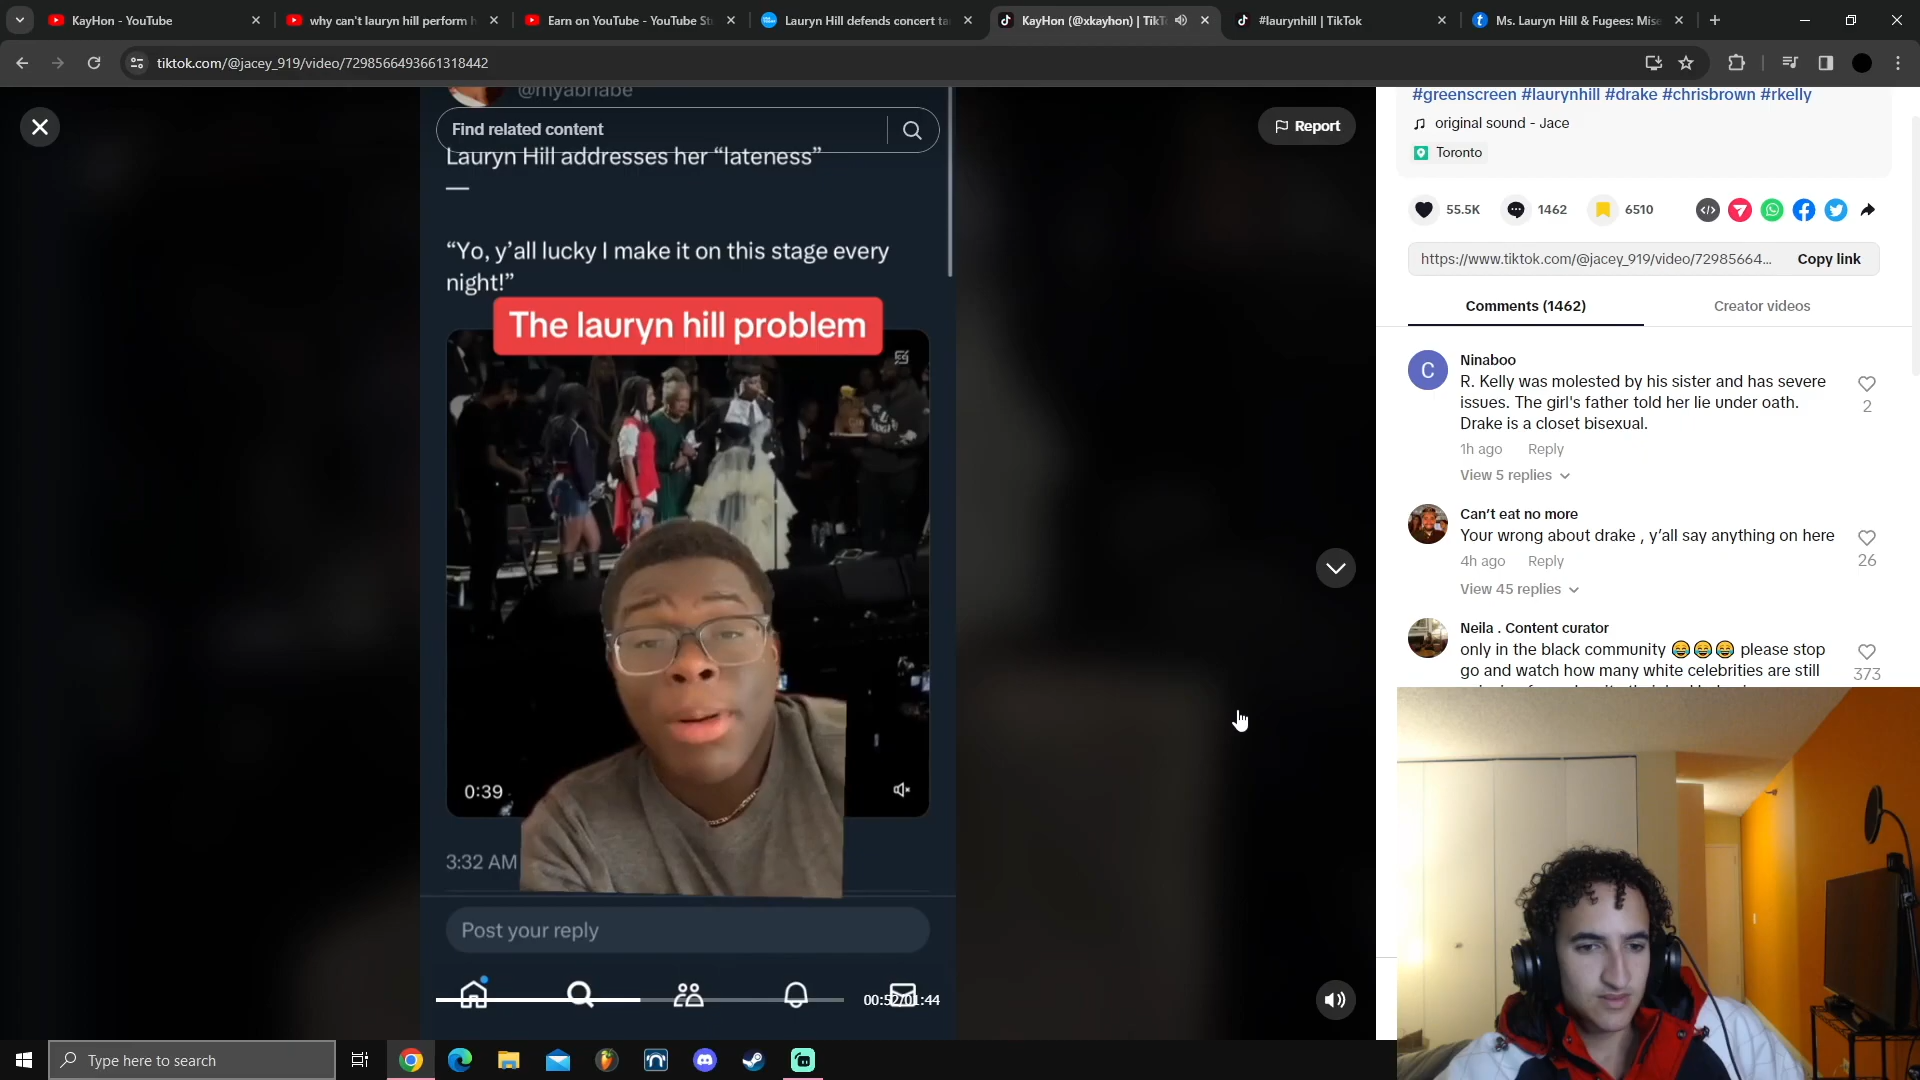 KayHon - YouTube
why can't lauryn hill perform h
Earn on YouTube - YouTube St
Lauryn Hill defends concert ta
KayHon (@xkayhon) | TikT
#laurynhill | TikTok
Ms. Lauryn Hill & Fugees: Mise
tiktok.com/@jacey_919/video/7298566493661318442
@myabriabe
Find related content
Report
Lauryn Hill addresses her “lateness”
—
“Yo, y’all lucky I make it on this stage every
night!”
The lauryn hill problem
0:39
3:32 AM
Post your reply
00:52/01:44
#greenscreen #laurynhill #drake #chrisbrown #rkelly
original sound - Jace
Toronto
55.5K
1462
6510
https://www.tiktok.com/@jacey_919/video/72985664...
Copy link
Comments (1462)
Creator videos
C
Ninaboo
R. Kelly was molested by his sister and has severe
issues. The girl's father told her lie under oath.
Drake is a closet bisexual.
2
1h ago
Reply
View 5 replies
Can’t eat no more
Your wrong about drake , y’all say anything on here
26
4h ago
Reply
View 45 replies
Neila . Content curator
only in the black community 😂😂😂 please stop
go and watch how many white celebrities are still
373
Type here to search